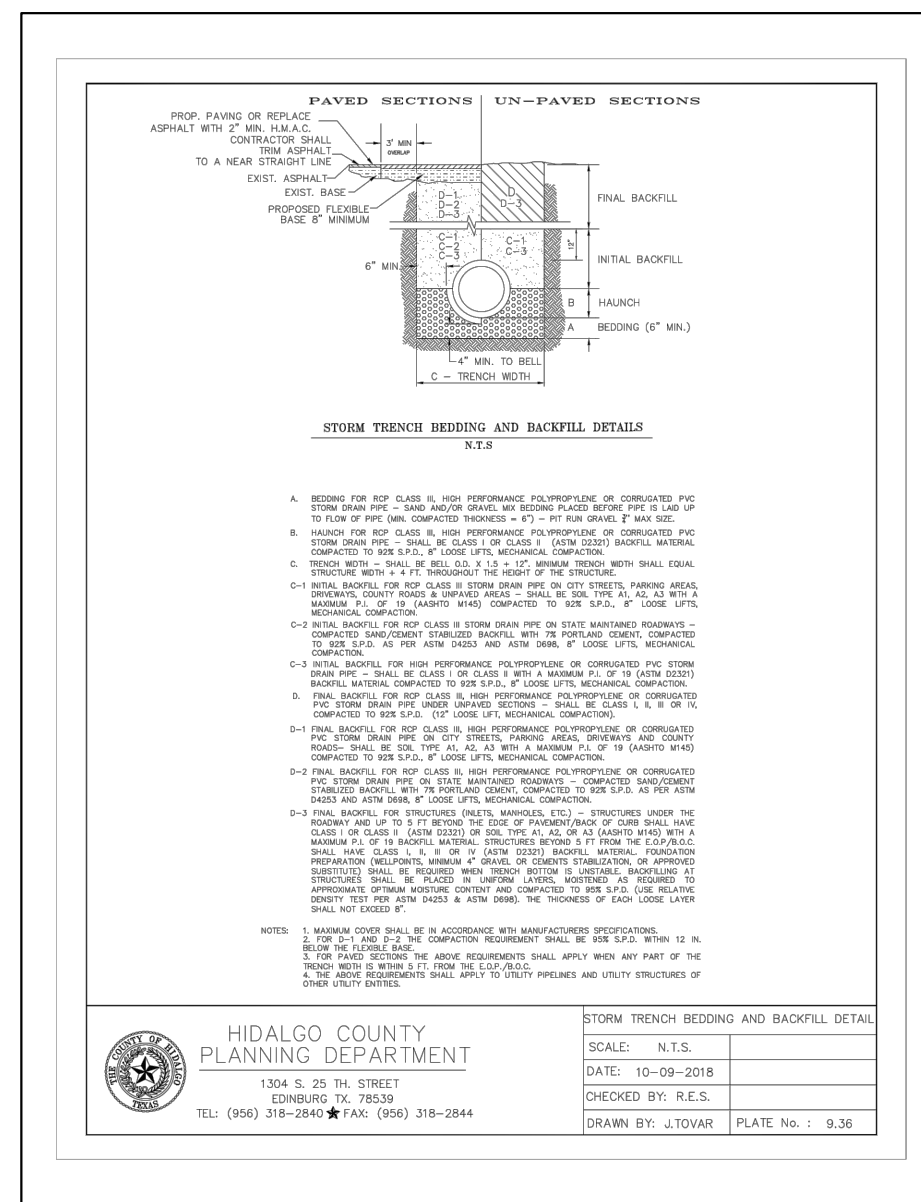 PAVED SECTIONS UN-PAVED SECTIONS
PROP. PAVING OR REPLACE
ASPHALT WITH 2" MIN. H.M.A.C.
CONTRACTOR SHALL
TRIM ASPHALT
TO A NEAR STRAIGHT LINE
EXIST. ASPHALT
EXIST. BASE
PROPOSED FLEXIBLE
BASE 8" MINIMUM
3' MIN
OVERLAP
D-1
D-2
D-3
D
D-3
C-1
C-2
C-3
C-1
C-3
12"
6" MIN.
FINAL BACKFILL
INITIAL BACKFILL
B HAUNCH
A BEDDING (6" MIN.)
4" MIN. TO BELL
C - TRENCH WIDTH
STORM TRENCH BEDDING AND BACKFILL DETAILS
N.T.S
A. BEDDING FOR RCP CLASS III, HIGH PERFORMANCE POLYPROPYLENE OR CORRUGATED PVC
STORM DRAIN PIPE – SAND AND/OR GRAVEL MIX BEDDING PLACED BEFORE PIPE IS LAID UP
TO FLOW OF PIPE (MIN. COMPACTED THICKNESS = 6") – PIT RUN GRAVEL ¾" MAX SIZE.
B. HAUNCH FOR RCP CLASS III, HIGH PERFORMANCE POLYPROPYLENE OR CORRUGATED PVC
STORM DRAIN PIPE – SHALL BE CLASS I OR CLASS II (ASTM D2321) BACKFILL MATERIAL
COMPACTED TO 92% S.P.D., 8" LOOSE LIFTS, MECHANICAL COMPACTION.
C. TRENCH WIDTH – SHALL BE BELL O.D. X 1.5 + 12". MINIMUM TRENCH WIDTH SHALL EQUAL
STRUCTURE WIDTH + 4 FT. THROUGHOUT THE HEIGHT OF THE STRUCTURE.
C-1 INITIAL BACKFILL FOR RCP CLASS III STORM DRAIN PIPE ON CITY STREETS, PARKING AREAS,
DRIVEWAYS, COUNTY ROADS & UNPAVED AREAS – SHALL BE SOIL TYPE A1, A2, A3 WITH A
MAXIMUM P.I. OF 19 (AASHTO M145) COMPACTED TO 92% S.P.D., 8" LOOSE LIFTS,
MECHANICAL COMPACTION.
C-2 INITIAL BACKFILL FOR RCP CLASS III STORM DRAIN PIPE ON STATE MAINTAINED ROADWAYS –
COMPACTED SAND/CEMENT STABILIZED BACKFILL WITH 7% PORTLAND CEMENT, COMPACTED
TO 92% S.P.D. AS PER ASTM D4253 AND ASTM D698, 8" LOOSE LIFTS, MECHANICAL
COMPACTION.
C-3 INITIAL BACKFILL FOR HIGH PERFORMANCE POLYPROPYLENE OR CORRUGATED PVC STORM
DRAIN PIPE – SHALL BE CLASS I OR CLASS II WITH A MAXIMUM P.I. OF 19 (ASTM D2321)
BACKFILL MATERIAL COMPACTED TO 92% S.P.D., 8" LOOSE LIFTS, MECHANICAL COMPACTION.
D. FINAL BACKFILL FOR RCP CLASS III, HIGH PERFORMANCE POLYPROPYLENE OR CORRUGATED
PVC STORM DRAIN PIPE UNDER UNPAVED SECTIONS – SHALL BE CLASS I, II, III OR IV,
COMPACTED TO 92% S.P.D. (12" LOOSE LIFT, MECHANICAL COMPACTION).
D-1 FINAL BACKFILL FOR RCP CLASS III, HIGH PERFORMANCE POLYPROPYLENE OR CORRUGATED
PVC STORM DRAIN PIPE ON CITY STREETS, PARKING AREAS, DRIVEWAYS AND COUNTY
ROADS– SHALL BE SOIL TYPE A1, A2, A3 WITH A MAXIMUM P.I. OF 19 (AASHTO M145)
COMPACTED TO 92% S.P.D., 8" LOOSE LIFTS, MECHANICAL COMPACTION.
D-2 FINAL BACKFILL FOR RCP CLASS III, HIGH PERFORMANCE POLYPROPYLENE OR CORRUGATED
PVC STORM DRAIN PIPE ON STATE MAINTAINED ROADWAYS – COMPACTED SAND/CEMENT
STABILIZED BACKFILL WITH 7% PORTLAND CEMENT, COMPACTED TO 92% S.P.D. AS PER ASTM
D4253 AND ASTM D698, 8" LOOSE LIFTS, MECHANICAL COMPACTION.
D-3 FINAL BACKFILL FOR STRUCTURES (INLETS, MANHOLES, ETC.) – STRUCTURES UNDER THE
ROADWAY AND UP TO 5 FT BEYOND THE EDGE OF PAVEMENT/BACK OF CURB SHALL HAVE
CLASS I OR CLASS II (ASTM D2321) OR SOIL TYPE A1, A2, OR A3 (AASHTO M145) WITH A
MAXIMUM P.I. OF 19 BACKFILL MATERIAL. STRUCTURES BEYOND 5 FT FROM THE E.O.P/B.O.C.
SHALL HAVE CLASS I, II, III OR IV (ASTM D2321) BACKFILL MATERIAL. FOUNDATION
PREPARATION (WELLPOINTS, MINIMUM 4" GRAVEL OR CEMENTS STABILIZATION, OR APPROVED
SUBSTITUTE) SHALL BE REQUIRED WHEN TRENCH BOTTOM IS UNSTABLE. BACKFILLING AT
STRUCTURES SHALL BE PLACED IN UNIFORM LAYERS, MOISTENED AS REQUIRED TO
APPROXIMATE OPTIMUM MOISTURE CONTENT AND COMPACTED TO 95% S.P.D. (USE RELATIVE
DENSITY TEST PER ASTM D4253 & ASTM D698). THE THICKNESS OF EACH LOOSE LAYER
SHALL NOT EXCEED 8".
NOTES: 1. MAXIMUM COVER SHALL BE IN ACCORDANCE WITH MANUFACTURERS SPECIFICATIONS.
2. FOR D-1 AND D-2 THE COMPACTION REQUIREMENT SHALL BE 95% S.P.D. WITHIN 12 IN.
BELOW THE FLEXIBLE BASE.
3. FOR PAVED SECTIONS THE ABOVE REQUIREMENTS SHALL APPLY WHEN ANY PART OF THE
TRENCH WIDTH IS WITHIN 5 FT. FROM THE E.O.P./B.O.C.
4. THE ABOVE REQUIREMENTS SHALL APPLY TO UTILITY PIPELINES AND UTILITY STRUCTURES OF
OTHER UTILITY ENTITIES.
THE COUNTY OF HIDALGO
TEXAS
HIDALGO COUNTY
PLANNING DEPARTMENT
1304 S. 25 TH. STREET
EDINBURG TX. 78539
TEL: (956) 318-2840 FAX: (956) 318-2844
STORM TRENCH BEDDING AND BACKFILL DETAIL
SCALE: N.T.S.
DATE: 10-09-2018
CHECKED BY: R.E.S.
DRAWN BY: J.TOVAR PLATE No. : 9.36